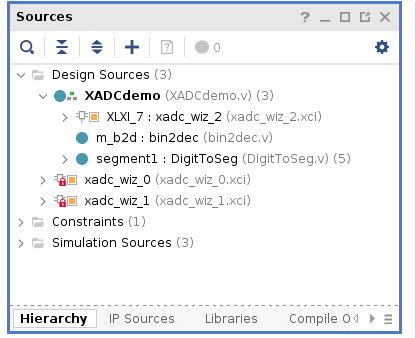 Sources
0
Design Sources (3)
XADCdemo (XADCdemo.v) (3)
XLXI_7 : xadc_wiz_2 (xadc_wiz_2.xci)
m_b2d : bin2dec (bin2dec.v)
segment1 : DigitToSeg (DigitToSeg.v) (5)
xadc_wiz_0 (xadc_wiz_0.xci)
xadc_wiz_1 (xadc_wiz_1.xci)
Constraints (1)
Simulation Sources (3)
Hierarchy IP Sources Libraries Compile O